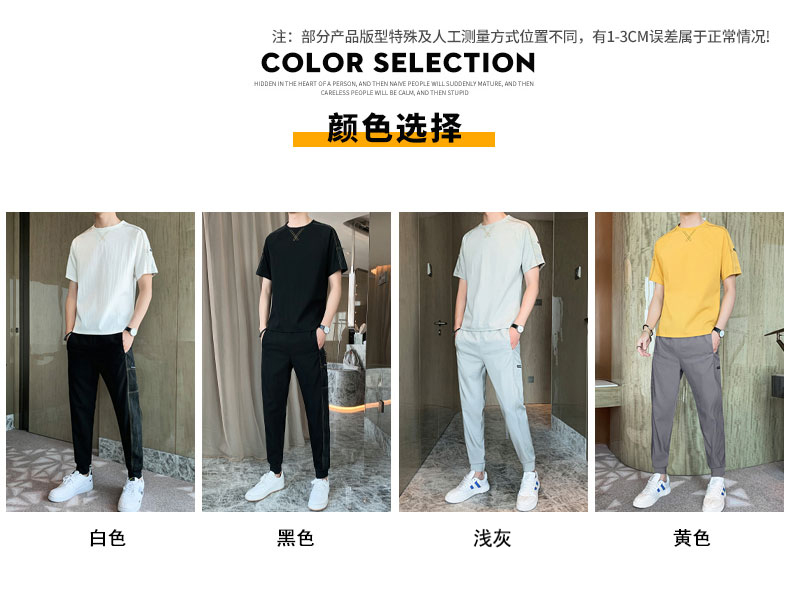 注：部分产品版型特殊及人工测量方式位置不同，有1-3CM误差属于正常情况!
COLOR SELECTION
HIDDEN IN THE HEART OF A PERSON, AND THEN NAIVE PEOPLE WILL SUDDENLY MATURE, AND THEN
CARELESS PEOPLE WILL BE CALM, AND THEN STUPID
颜色选择
白色
黑色
浅灰
黄色